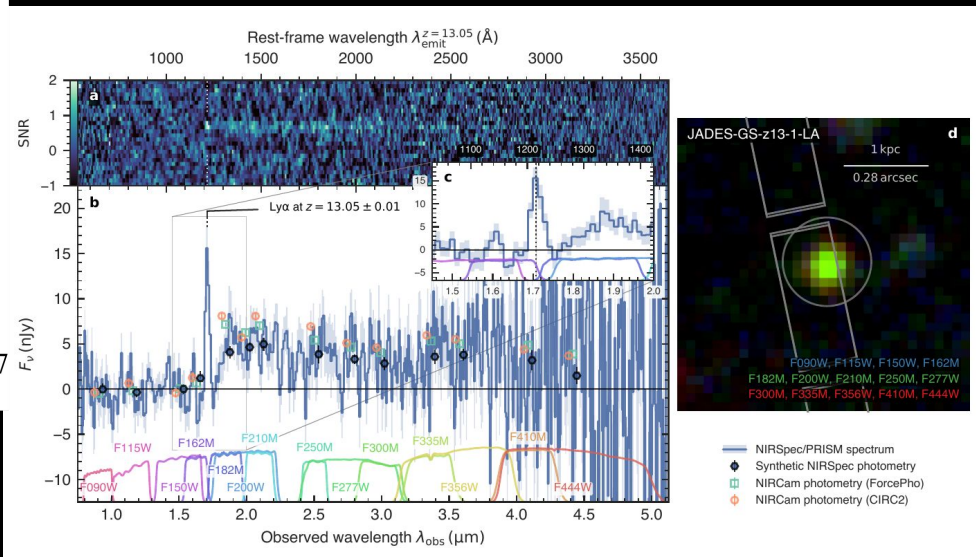 Rest-frame wavelength λ_emit^{z = 13.05} (Å)
1000 1500 2000 2500 3000 3500
a
SNR
2
1
0
−1
1100 1200 1300 1400
c
15
10
5
0
−5
1.5 1.6 1.7 1.8 1.9 2.0
b
Lyα at z = 13.05 ± 0.01
F_ν (nJy)
20
15
10
5
0
−5
−10
F090W F115W F150W F162M F182M F200W F210M F250M F277W F300M F335M F356W F410M F444W
1.0 1.5 2.0 2.5 3.0 3.5 4.0 4.5 5.0
Observed wavelength λ_obs (μm)
7
JADES-GS-z13-1-LA
d
1 kpc
0.28 arcsec
F090W, F115W, F150W, F162M
F182M, F200W, F210M, F250M, F277W
F300M, F335M, F356W, F410M, F444W
NIRSpec/PRISM spectrum
Synthetic NIRSpec photometry
NIRCam photometry (ForcePho)
NIRCam photometry (CIRC2)